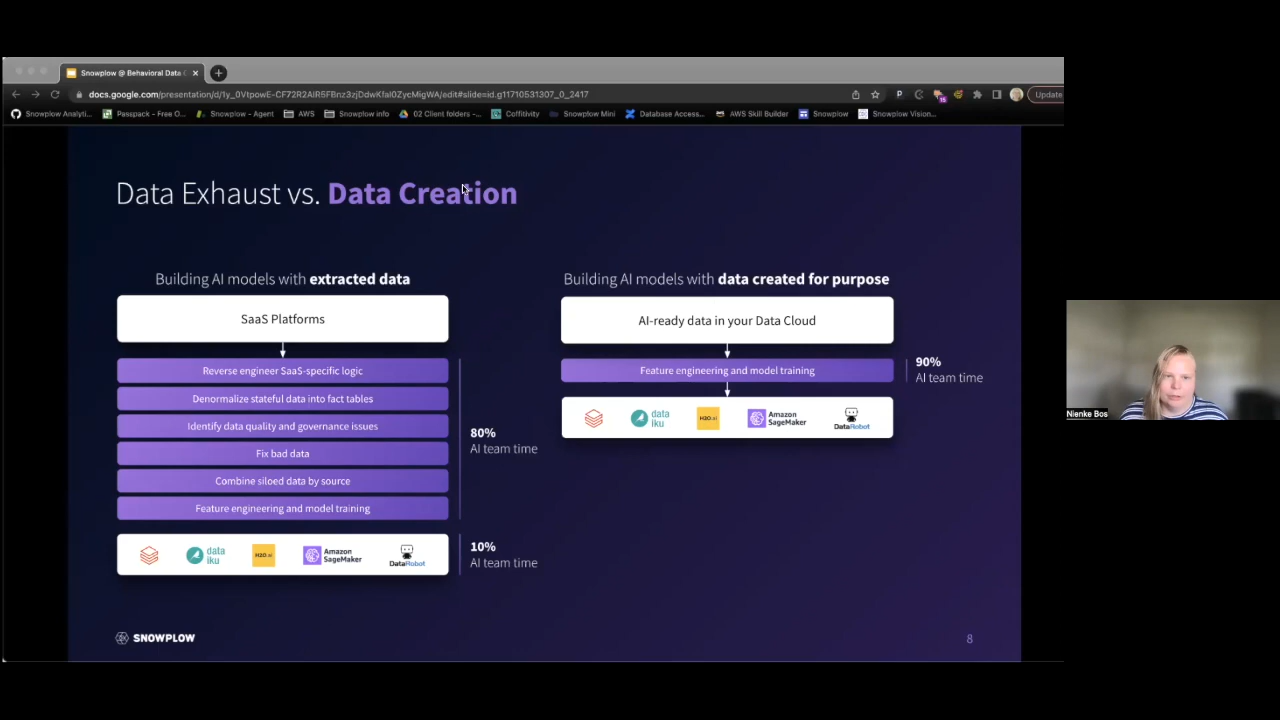 Snowplow @ Behavioral Data
docs.google.com/presentation/d/
Update
Snowplow Analyti...
Passpack - Free O...
Snowplow - Agent
AWS
Snowplow info
02 Client folders -...
Coffitivity
Snowplow Mini
Database Access...
AWS Skill Builder
Snowplow
Snowplow Vision...
Data Exhaust vs. Data Creation
Building AI models with extracted data
SaaS Platforms
Reverse engineer SaaS-specific logic
Denormalize stateful data into fact tables
Identify data quality and governance issues
Fix bad data
Combine siloed data by source
Feature engineering and model training
80%
AI team time
data
iku
H2O.ai
Amazon
SageMaker
DataRobot
10%
AI team time
Building AI models with data created for purpose
AI-ready data in your Data Cloud
Feature engineering and model training
90%
AI team time
data
iku
H2O.ai
Amazon
SageMaker
DataRobot
SNOWPLOW
8
Nienke Bos